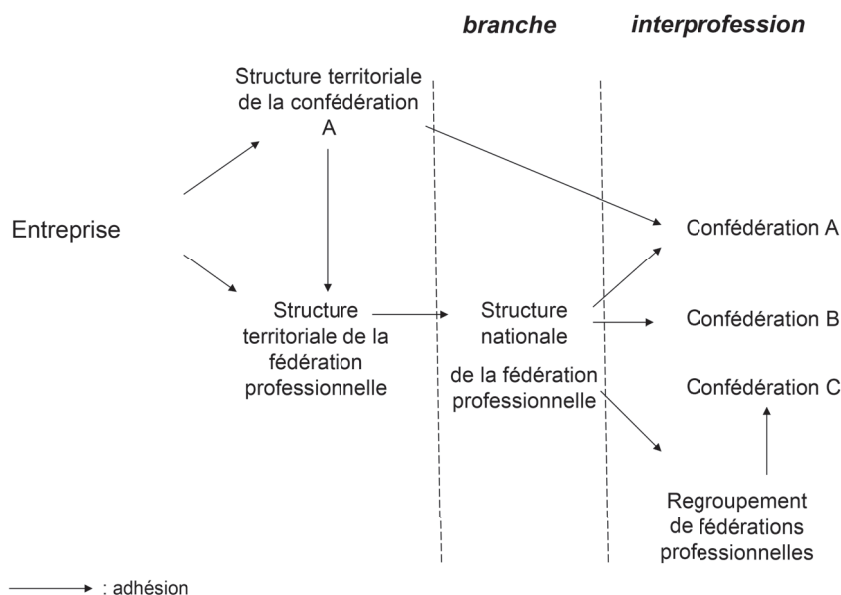 branche
interprofession
Structure territoriale
de la confédération
A
Entreprise
Confédération A
Structure
territoriale de la
fédération
professionnelle
Structure
nationale
de la fédération
professionnelle
Confédération B
Confédération C
Regroupement
de fédérations
professionnelles
: adhésion